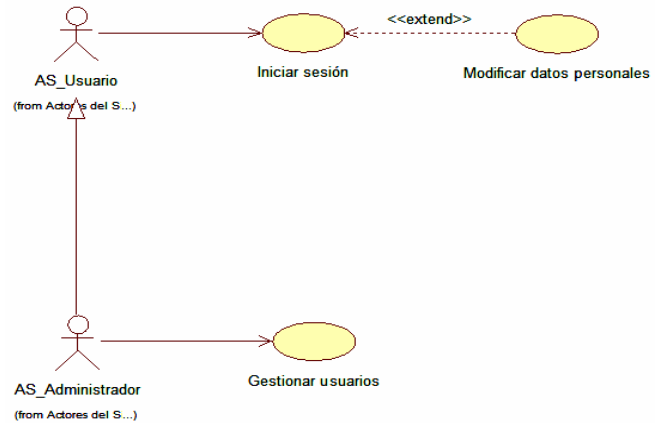 <<extend>>
AS_Usuario
Iniciar sesión
Modificar datos personales
(from Actores del S...)
AS_Administrador
Gestionar usuarios
(from Actores del S...)